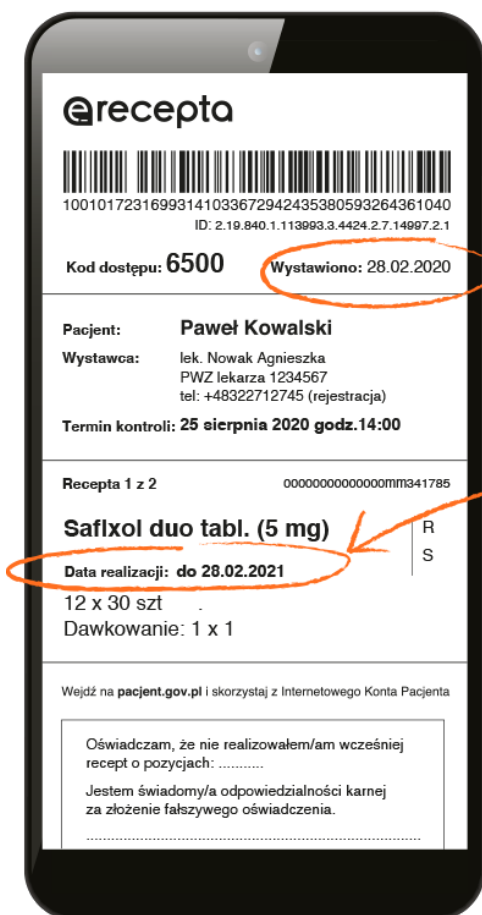 erecepta
10010172316993141033672942435380593264361040
ID: 2.19.840.1.113993.3.4424.2.7.14997.2.1
Kod dostępu: 6500 Wystawiono: 28.02.2020
Pacjent: Paweł Kowalski
Wystawca: lek. Nowak Agnieszka
PWZ lekarza 1234567
tel: +48322712745 (rejestracja)
Termin kontroli: 25 sierpnia 2020 godz.14:00
Recepta 1 z 2 00000000000000mm341785
Saflxol duo tabl. (5 mg) R
S
Data realizacji: do 28.02.2021
12 x 30 szt .
Dawkowanie: 1 x 1
Wejdź na pacjent.gov.pl i skorzystaj z Internetowego Konta Pacjenta
Oświadczam, że nie realizowałem/am wcześniej
recept o pozycjach: ...........
Jestem świadomy/a odpowiedzialności karnej
za złożenie fałszywego oświadczenia.
................................................................................